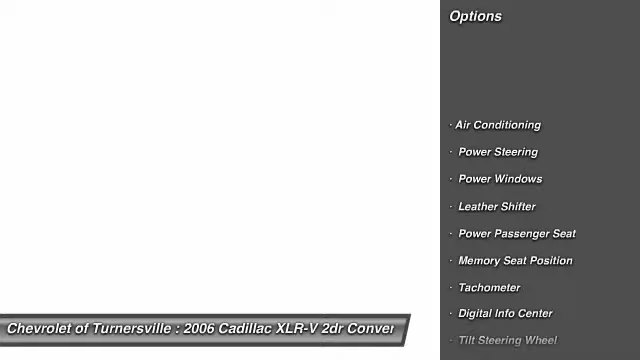 Options
· Air Conditioning
· Power Steering
· Power Windows
· Leather Shifter
· Power Passenger Seat
· Memory Seat Position
· Tachometer
· Digital Info Center
· Tilt Steering Wheel
Chevrolet of Turnersville : 2006 Cadillac XLR-V 2dr Conver